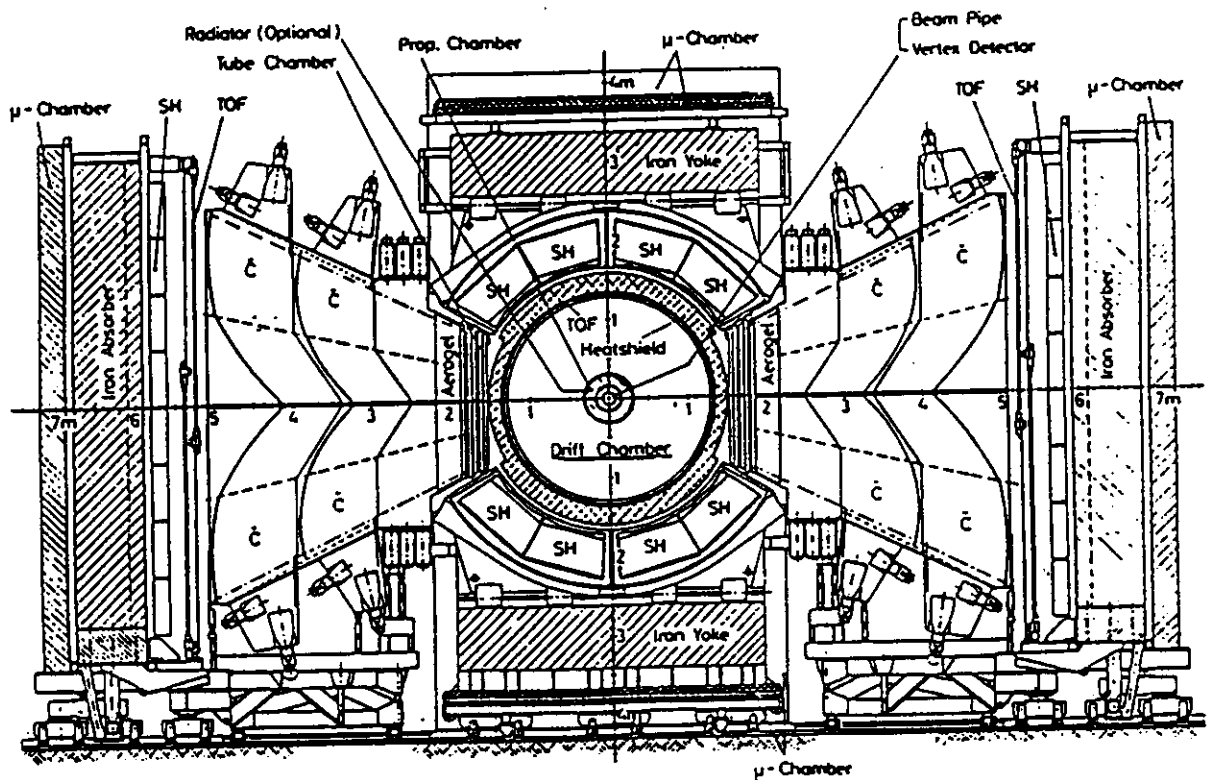 Radiator (Optional)
Tube Chamber
Prop. Chamber
μ-Chamber
Beam Pipe
Vertex Detector
μ-Chamber
SH
TOF
TOF
SH
μ-Chamber
4m
3 Iron Yoke
2
SH
SH
SH
SH
Č
Č
Č
Č
TOF
1
Heatshield
Iron Absorber
Aerogel
Aerogel
Iron Absorber
7m
6
5
4
3
2
1
1
2
3
4
5
6
7m
Drift Chamber
1
Č
Č
Č
Č
SH
SH
SH
SH
2
3 Iron Yoke
4m
μ-Chamber